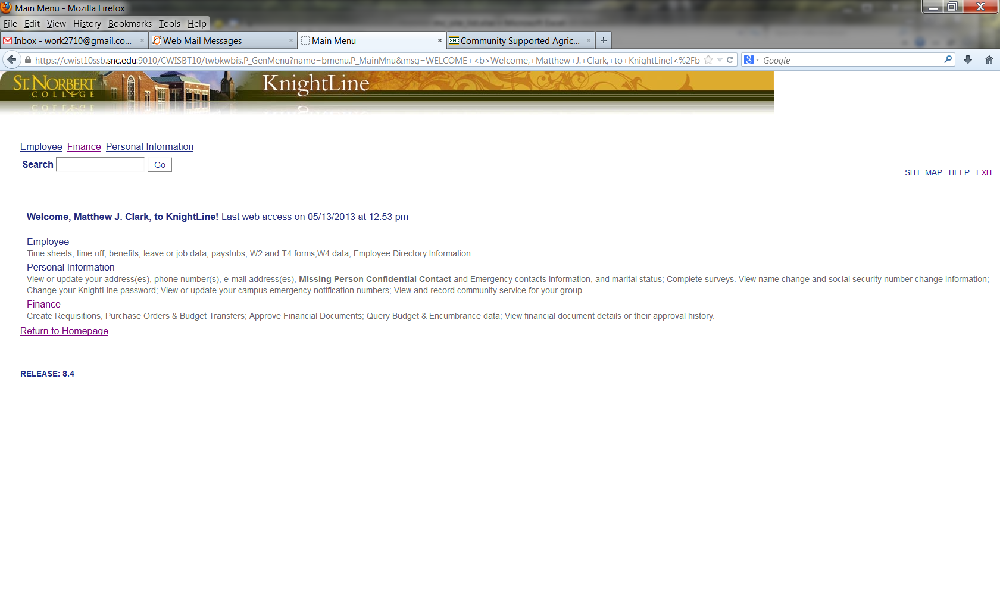 Main Menu - Mozilla Firefox
File Edit View History Bookmarks Tools Help
Inbox - work2710@gmail.co... Web Mail Messages Main Menu SNC Community Supported Agric...
https://cwist10ssb.snc.edu:9010/CWISBT10/twbkwbis.P_GenMenu?name=bmenu.P_MainMnu&msg=WELCOME+<b>Welcome,+Matthew+J.+Clark,+to+KnightLine!<%2Fb Google
ST. NORBERT
COLLEGE
KnightLine
Employee Finance Personal Information
Search Go
SITE MAP HELP EXIT
Welcome, Matthew J. Clark, to KnightLine! Last web access on 05/13/2013 at 12:53 pm
Employee
Time sheets, time off, benefits, leave or job data, paystubs, W2 and T4 forms,W4 data, Employee Directory Information.
Personal Information
View or update your address(es), phone number(s), e-mail address(es), Missing Person Confidential Contact and Emergency contacts information, and marital status; Complete surveys. View name change and social security number change information;
Change your KnightLine password; View or update your campus emergency notification numbers; View and record community service for your group.
Finance
Create Requisitions, Purchase Orders & Budget Transfers; Approve Financial Documents; Query Budget & Encumbrance data; View financial document details or their approval history.
Return to Homepage
RELEASE: 8.4